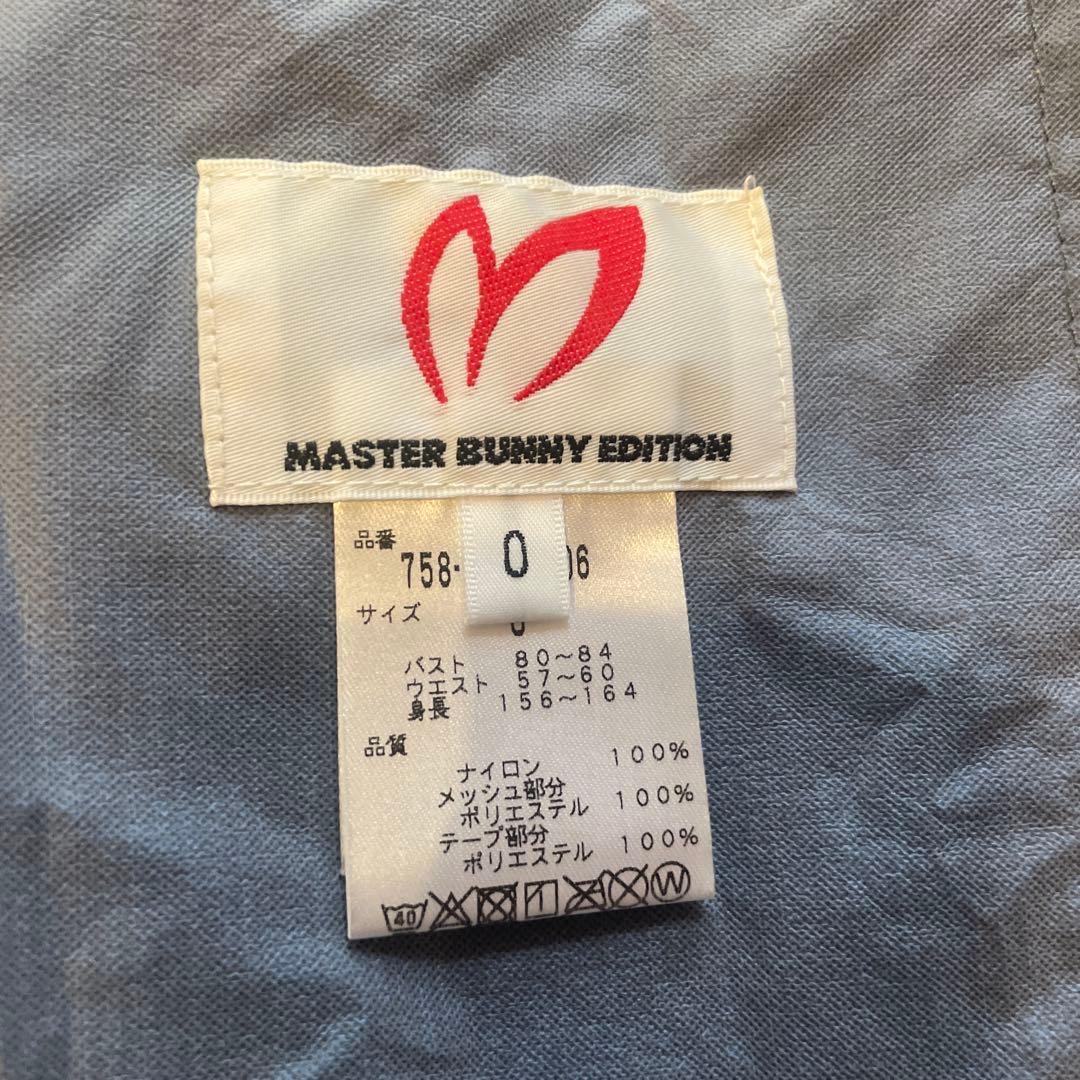 MASTER BUNNY EDITION
0
品番
758- 06
サイズ
バスト 80〜84
ウエスト 57〜60
身長 156〜164
品質
ナイロン 100%
メッシュ部分
ポリエステル 100%
テープ部分
ポリエステル 100%
40 W